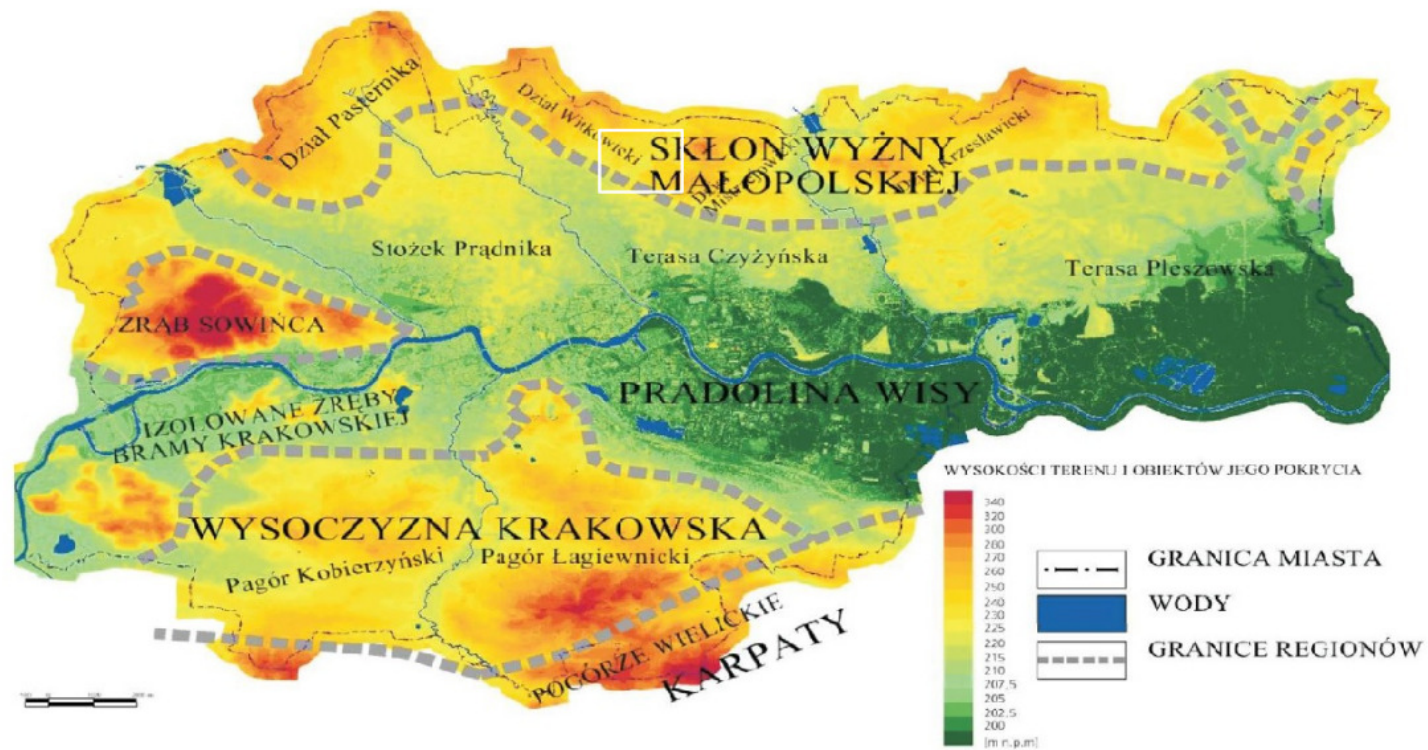 Dział Pasternika
Dział Witkowicki
SKŁON WYŻNY
MAŁOPOLSKIEJ
Stożek Prądnika
Terasa Czyżyńska
Terasa Pleszowska
ZRĄB SOWIŃCA
PRADOLINA WISY
IZOLOWANE ZRĘBY
BRAMY KRAKOWSKIEJ
WYSOCZYZNA KRAKOWSKA
Pagór Kobierzyński
Pagór Łagiewnicki
POGÓRZE WIELICKIE
KARPATY
WYSOKOŚCI TERENU I OBIEKTÓW JEGO POKRYCIA
340
320
300
280
270
260
250
240
230
225
220
215
210
207,5
205
202,5
200
[m n.p.m]
GRANICA MIASTA
WODY
GRANICE REGIONÓW